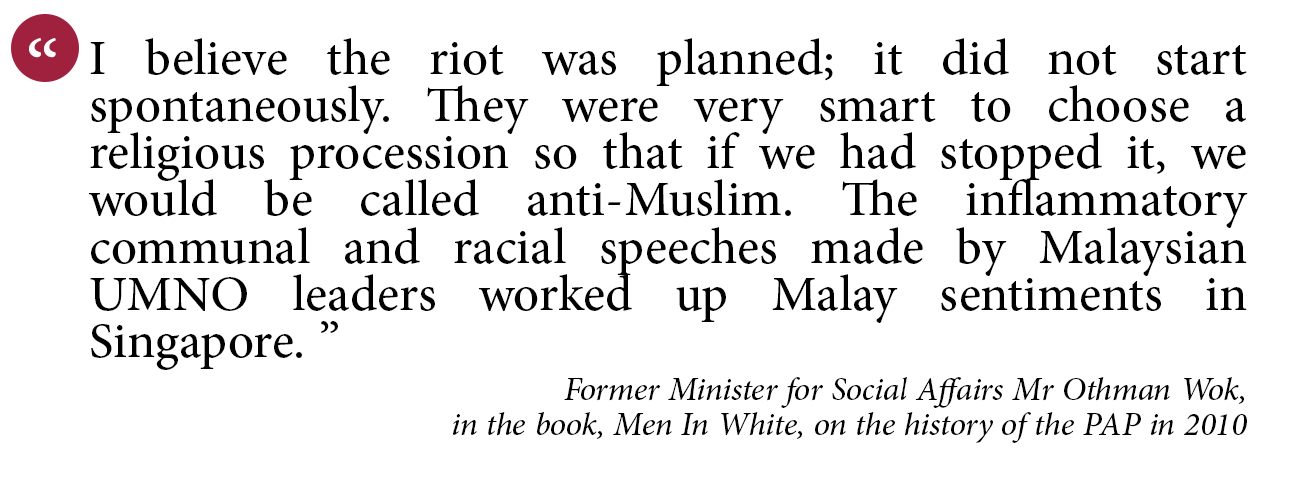 “ I believe the riot was planned; it did not start
spontaneously. They were very smart to choose a
religious procession so that if we had stopped it, we
would be called anti-Muslim. The inflammatory
communal and racial speeches made by Malaysian
UMNO leaders worked up Malay sentiments in
Singapore. ”
Former Minister for Social Affairs Mr Othman Wok,
in the book, Men In White, on the history of the PAP in 2010